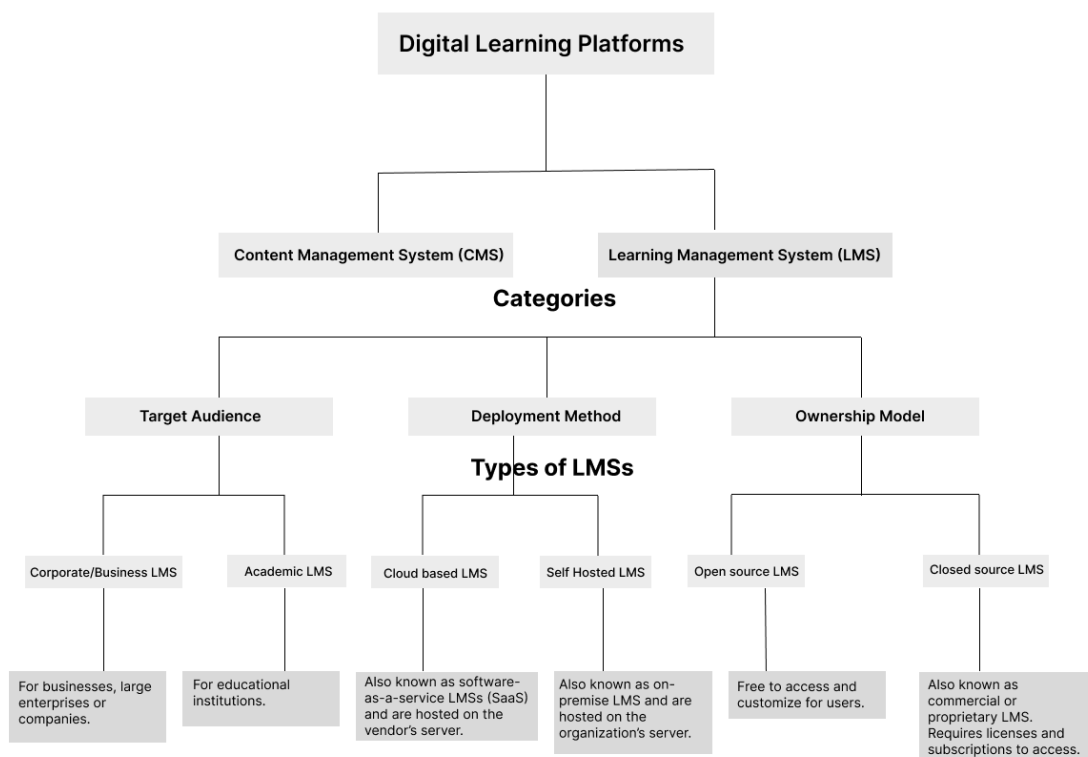 Digital Learning Platforms
Content Management System (CMS)
Learning Management System (LMS)
Categories
Target Audience
Deployment Method
Ownership Model
Types of LMSs
Corporate/Business LMS
Academic LMS
Cloud based LMS
Self Hosted LMS
Open source LMS
Closed source LMS
For businesses, large
enterprises or
companies.
For educational
institutions.
Also known as software-
as-a-service LMSs (SaaS)
and are hosted on the
vendor's server.
Also known as on-
premise LMS and are
hosted on the
organization's server.
Free to access and
customize for users.
Also known as
commercial or
proprietary LMS.
Requires licenses and
subscriptions to access.